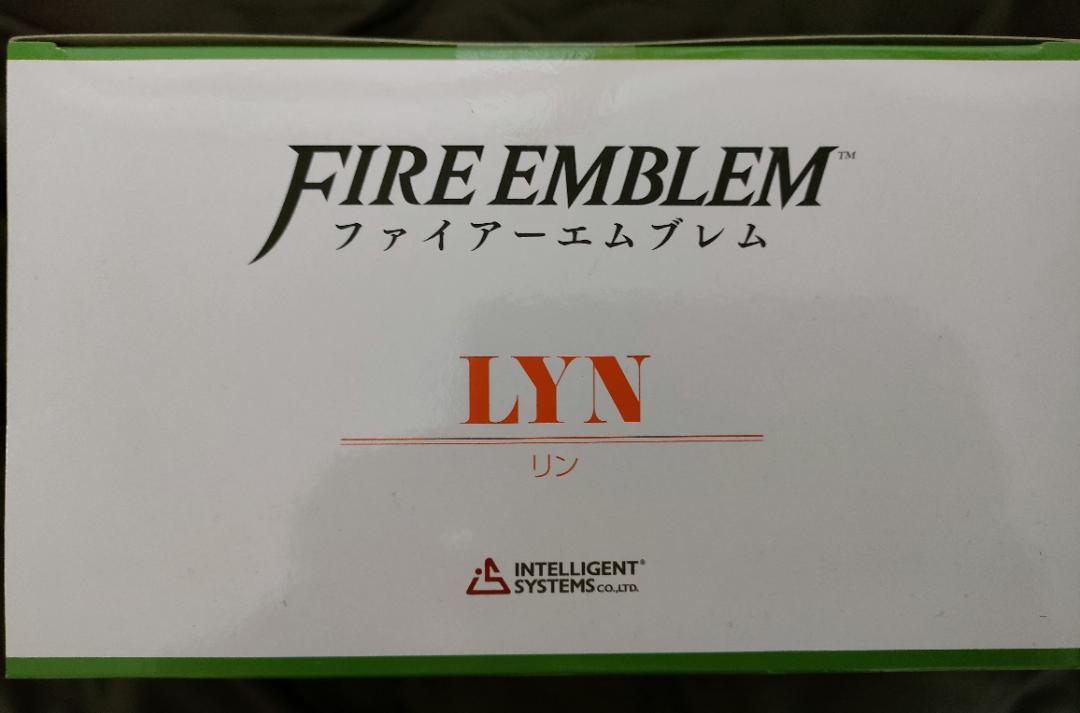 FIRE EMBLEM™
ファイアーエムブレム
LYN
リン
INTELLIGENT®
SYSTEMS CO.,LTD.